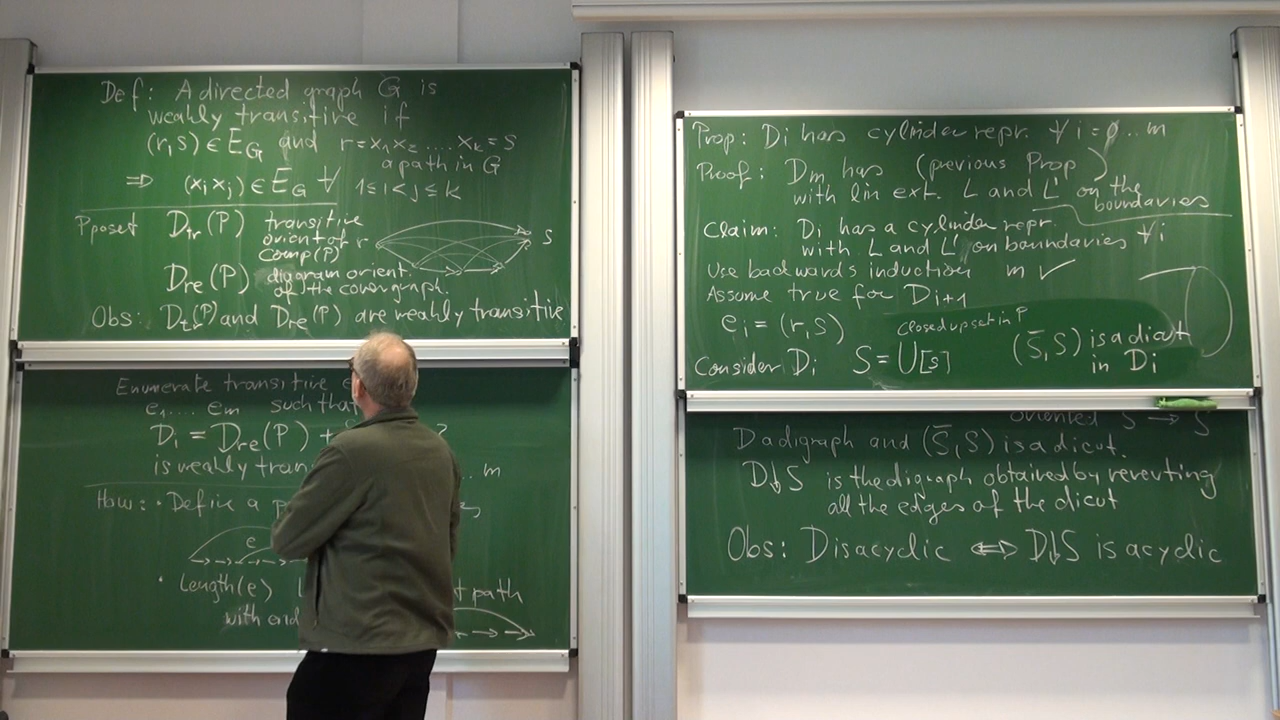 Def: A directed graph G is
weakly transitive if
(r,s) ∈ E_G and r=x₁x₂ .... x_k=s
a path in G
⇒ (x_i x_j) ∈ E_G ∀ 1≤i<j≤k
P poset D_tr(P) transitive
orient of
comp(P)
r s
D_re(P) diagram orient.
of the cover graph.
Obs: D_tr(P) and D_re(P) are weakly transitive
Enumerate transitive
e₁.... e_m such that
D_i = D_re(P) + ?
is weakly tran ... m
How: • Define a p
e
• Length(e) t path
with end
Prop: D_i has cylinder repr. ∀ i=0..m
Proof: D_m has (previous Prop)
with lin ext. L and L' on the
boundaries
Claim: D_i has a cylinder repr.
with L and L' on boundaries ∀i
Use backwards induction m ✓
Assume true for D_{i+1}
e_i = (r,s) closed upset in P
Consider D_i S = U[s] (S̄,S) is a dicut
in D_i
oriented S̄ → S
D a digraph and (S̄,S) is a dicut.
D↓S is the digraph obtained by reverting
all the edges of the dicut
Obs: D is acyclic ⇔ D↓S is acyclic